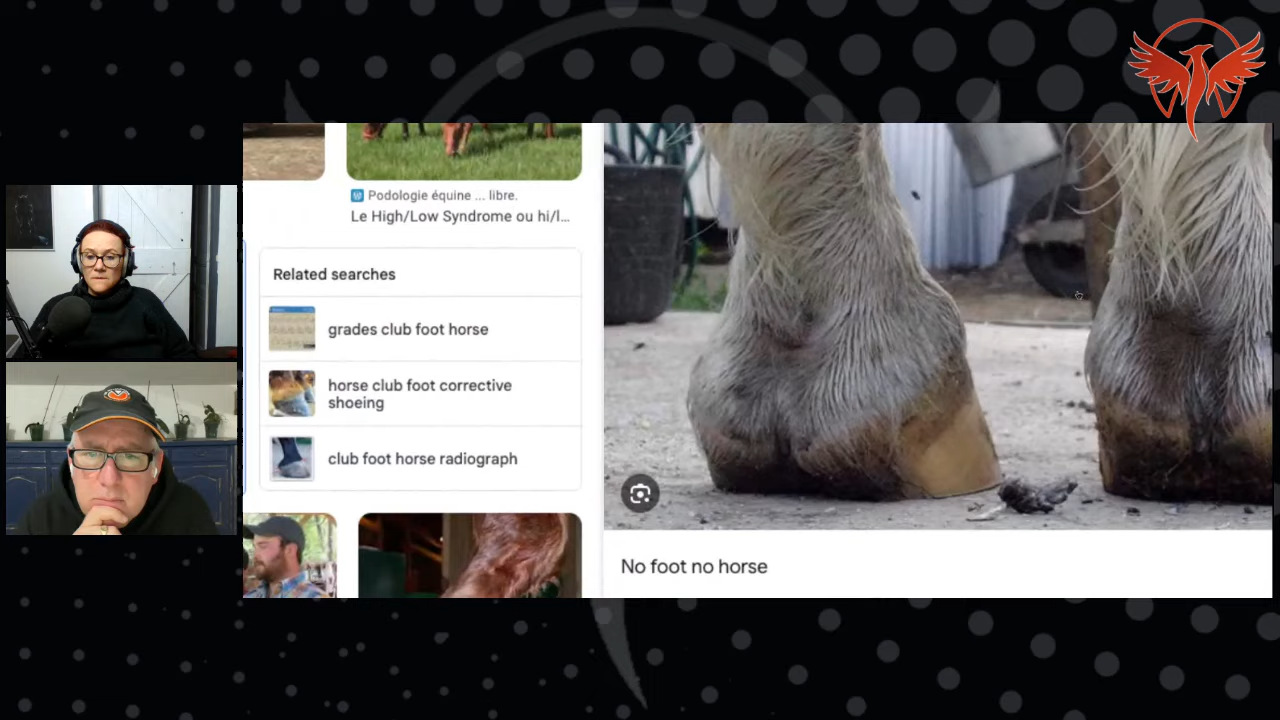 Podologie équine ... libre.
Le High/Low Syndrome ou hi/l...
Related searches
grades club foot horse
horse club foot corrective
shoeing
club foot horse radiograph
No foot no horse